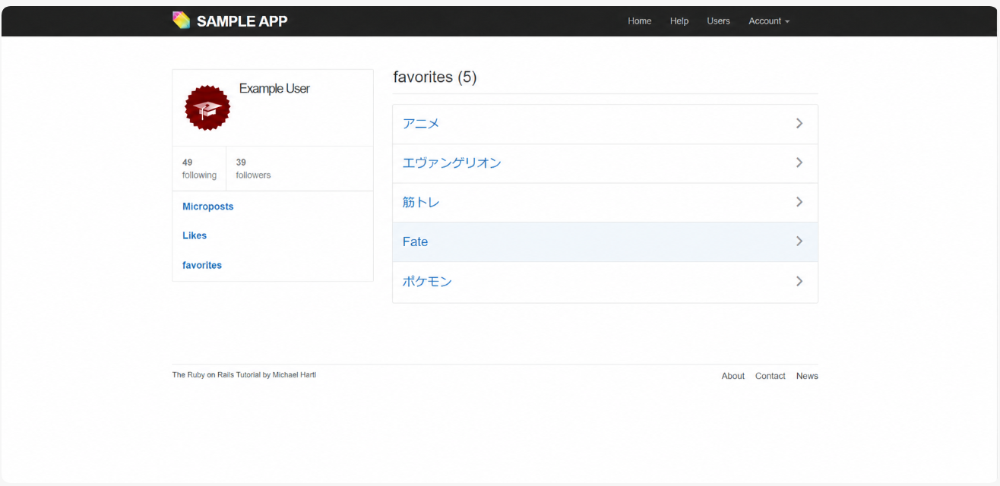 SAMPLE APP
Home Help Users Account
Example User
49 39
following followers
Microposts
Likes
favorites
favorites (5)
アニメ
エヴァンゲリオン
筋トレ
Fate
ポケモン
The Ruby on Rails Tutorial by Michael Hartl
About Contact News